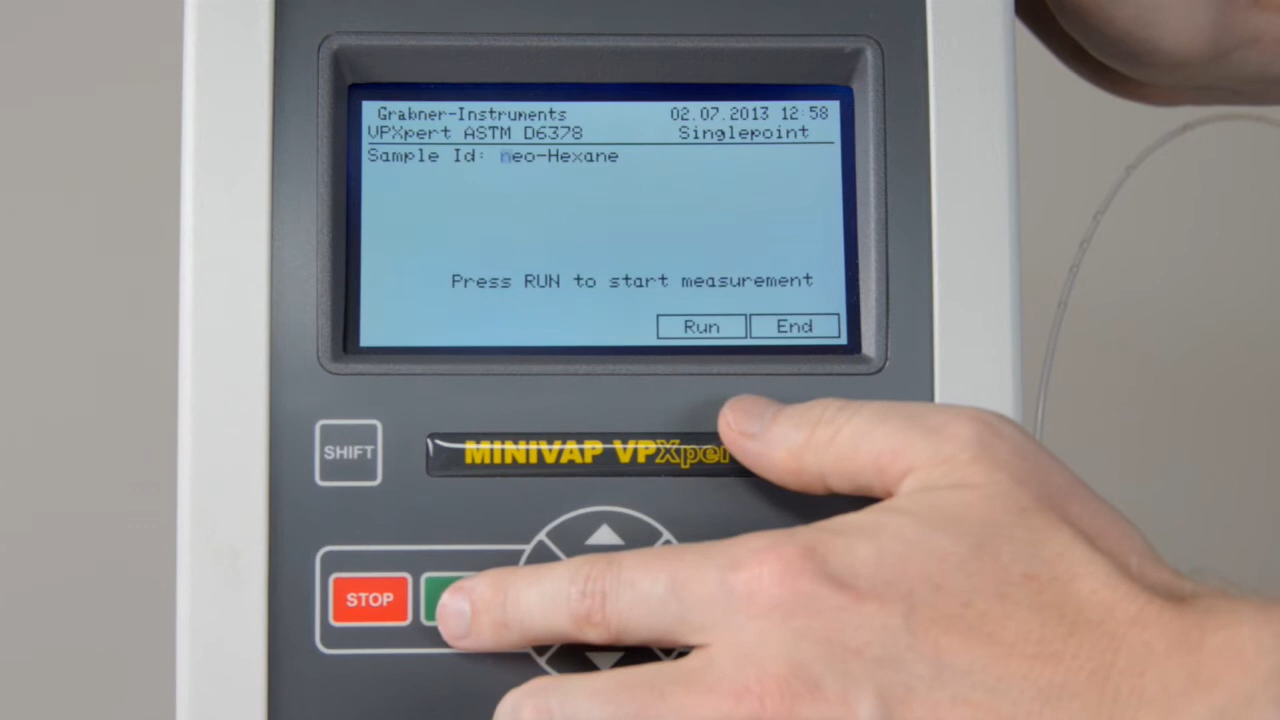 Grabner-Instruments 02.07.2013 12:58
VPXpert ASTM D6378 Singlepoint
Sample Id: neo-Hexane
Press RUN to start measurement
Run End
SHIFT
MINIVAP VPXper
STOP